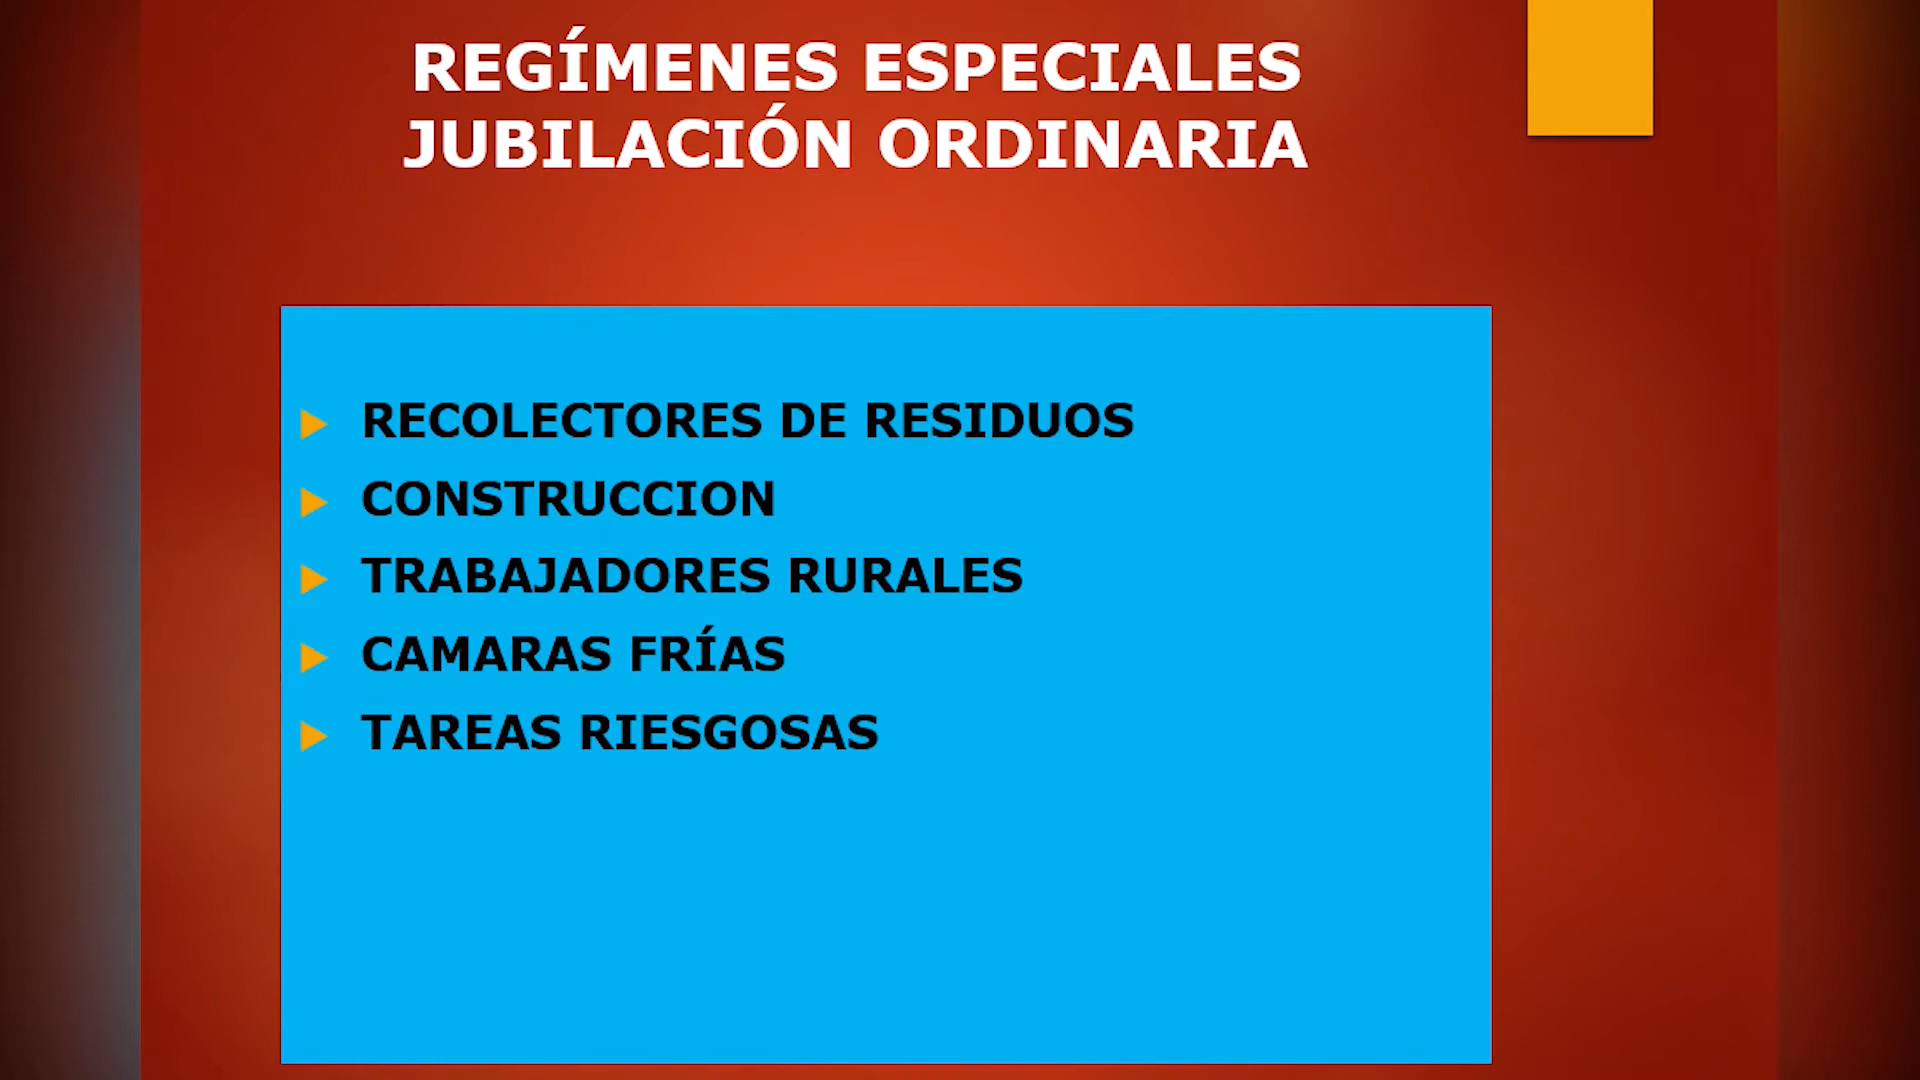 REGÍMENES ESPECIALES
JUBILACIÓN ORDINARIA
RECOLECTORES DE RESIDUOS
CONSTRUCCION
TRABAJADORES RURALES
CAMARAS FRÍAS
TAREAS RIESGOSAS